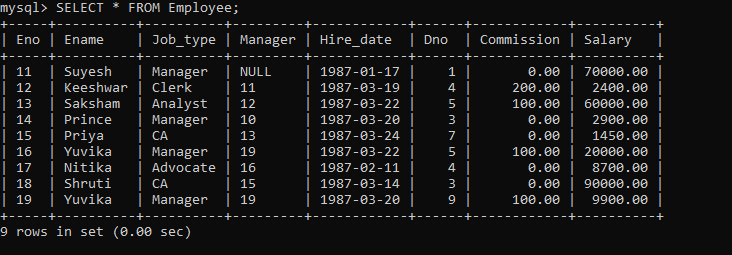 mysql> SELECT * FROM Employee;
+-----+----------+-----------+---------+------------+------+------------+----------+
| Eno | Ename    | Job_type  | Manager | Hire_date  | Dno  | Commission | Salary   |
+-----+----------+-----------+---------+------------+------+------------+----------+
| 11  | Suyesh   | Manager   | NULL    | 1987-01-17 |    1 |       0.00 | 70000.00 |
| 12  | Keeshwar | Clerk     | 11      | 1987-03-19 |    4 |     200.00 |  2400.00 |
| 13  | Saksham  | Analyst   | 12      | 1987-03-22 |    5 |     100.00 | 60000.00 |
| 14  | Prince   | Manager   | 10      | 1987-03-20 |    3 |       0.00 |  2900.00 |
| 15  | Priya    | CA        | 13      | 1987-03-24 |    7 |       0.00 |  1450.00 |
| 16  | Yuvika   | Manager   | 19      | 1987-03-22 |    5 |     100.00 | 20000.00 |
| 17  | Nitika   | Advocate  | 16      | 1987-02-11 |    4 |       0.00 |  8700.00 |
| 18  | Shruti   | CA        | 15      | 1987-03-14 |    3 |       0.00 | 90000.00 |
| 19  | Yuvika   | Manager   | 19      | 1987-03-20 |    9 |     100.00 |  9900.00 |
+-----+----------+-----------+---------+------------+------+------------+----------+
9 rows in set (0.00 sec)